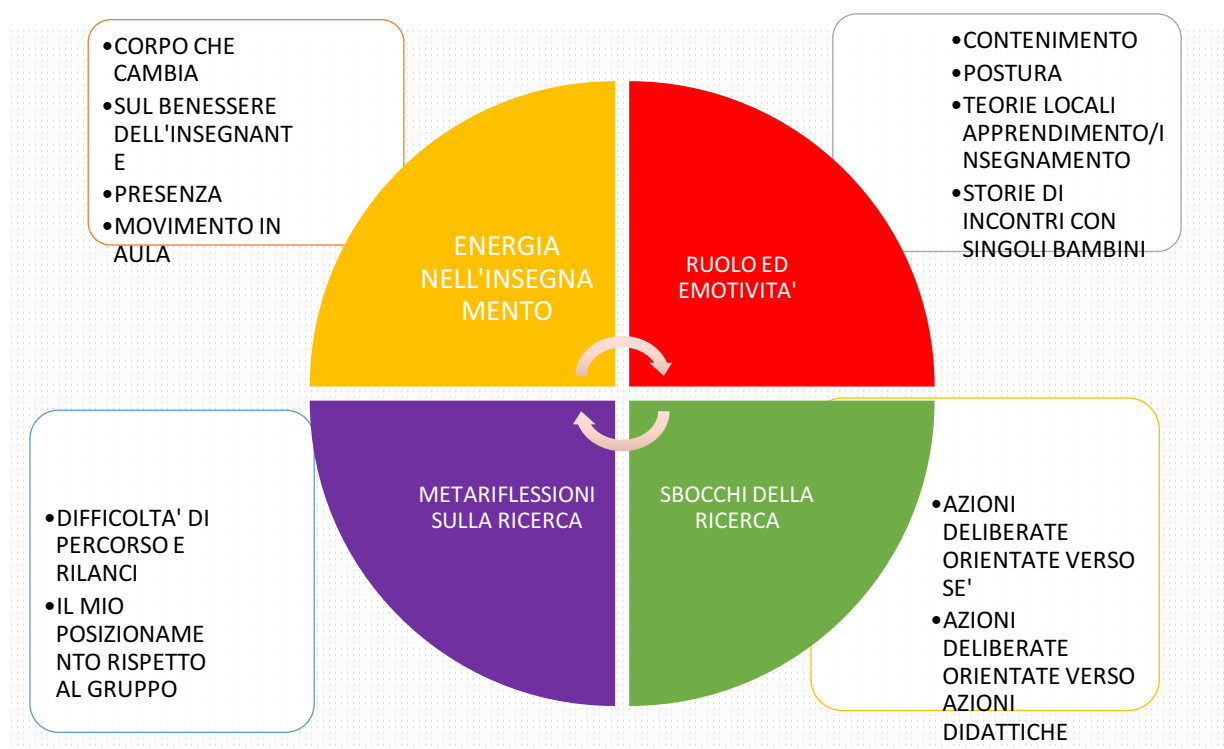 •CORPO CHE
CAMBIA
•SUL BENESSERE
DELL'INSEGNANT
E
•PRESENZA
•MOVIMENTO IN
AULA
•CONTENIMENTO
•POSTURA
•TEORIE LOCALI
APPRENDIMENTO/I
NSEGNAMENTO
•STORIE DI
INCONTRI CON
SINGOLI BAMBINI
ENERGIA
NELL'INSEGNA
MENTO
RUOLO ED
EMOTIVITA'
METARIFLESSIONI
SULLA RICERCA
SBOCCHI DELLA
RICERCA
•DIFFICOLTA' DI
PERCORSO E
RILANCI
•IL MIO
POSIZIONAME
NTO RISPETTO
AL GRUPPO
•AZIONI
DELIBERATE
ORIENTATE VERSO
SE'
•AZIONI
DELIBERATE
ORIENTATE VERSO
AZIONI
DIDATTICHE